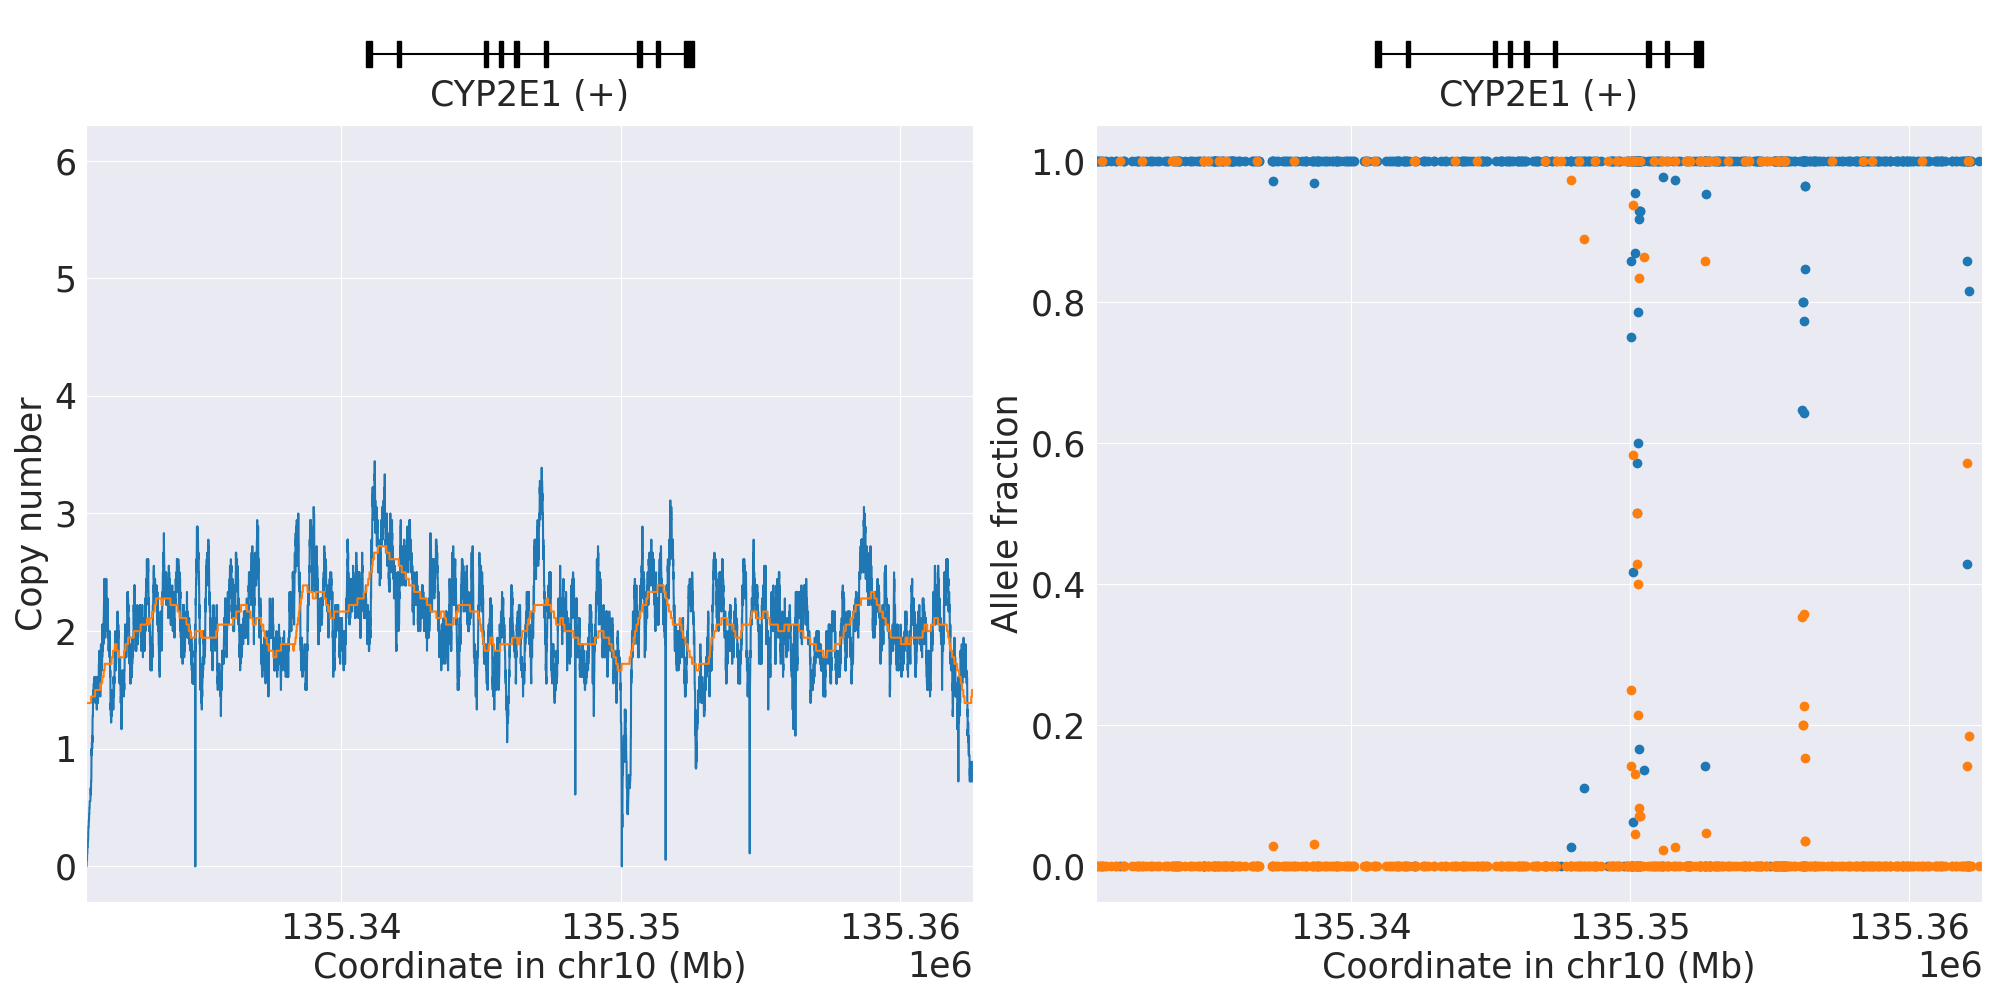 CYP2E1 (+)
6
5
4
3
2
1
0
Copy number
135.34
135.35
135.36
Coordinate in chr10 (Mb)
1e6
CYP2E1 (+)
1.0
0.8
0.6
0.4
0.2
0.0
Allele fraction
135.34
135.35
135.36
Coordinate in chr10 (Mb)
1e6